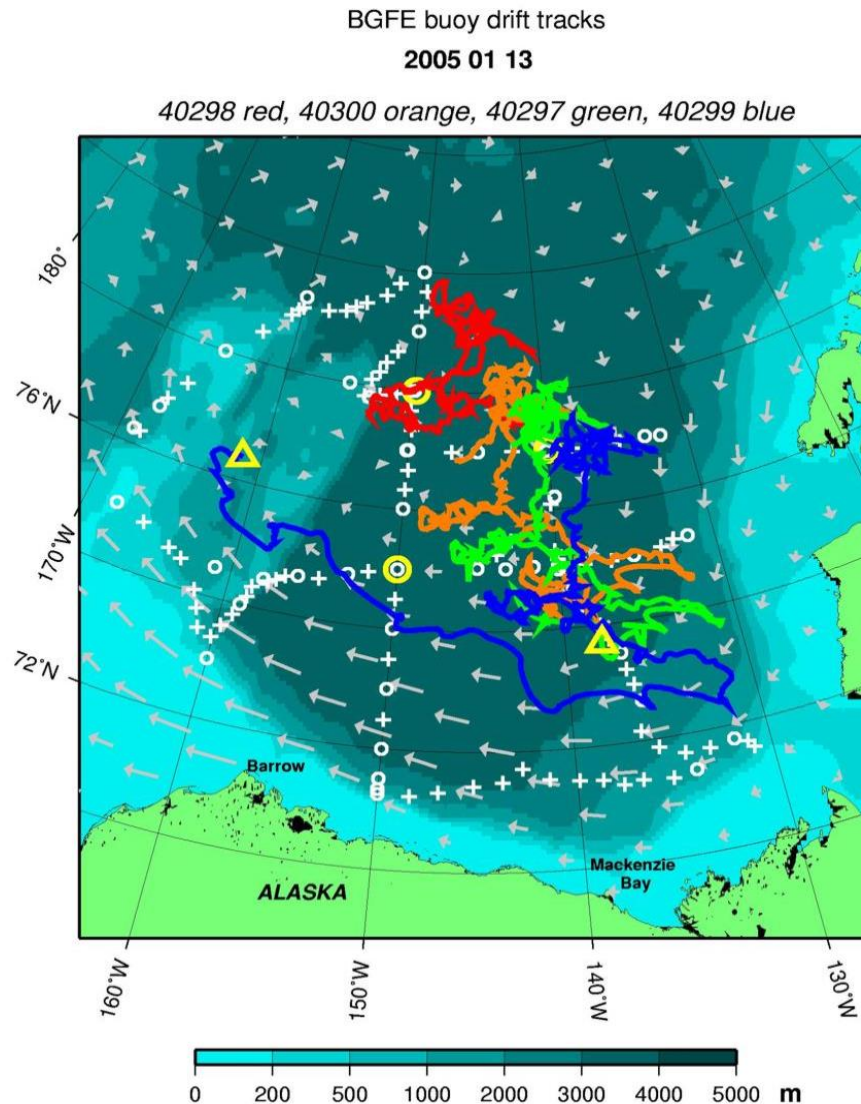 BGFE buoy drift tracks
2005 01 13
40298 red, 40300 orange, 40297 green, 40299 blue
180°
76°N
170°W
72°N
Barrow
Mackenzie
Bay
ALASKA
160°W
150°W
140°W
130°W
0 200 500 1000 2000 3000 4000 5000 m